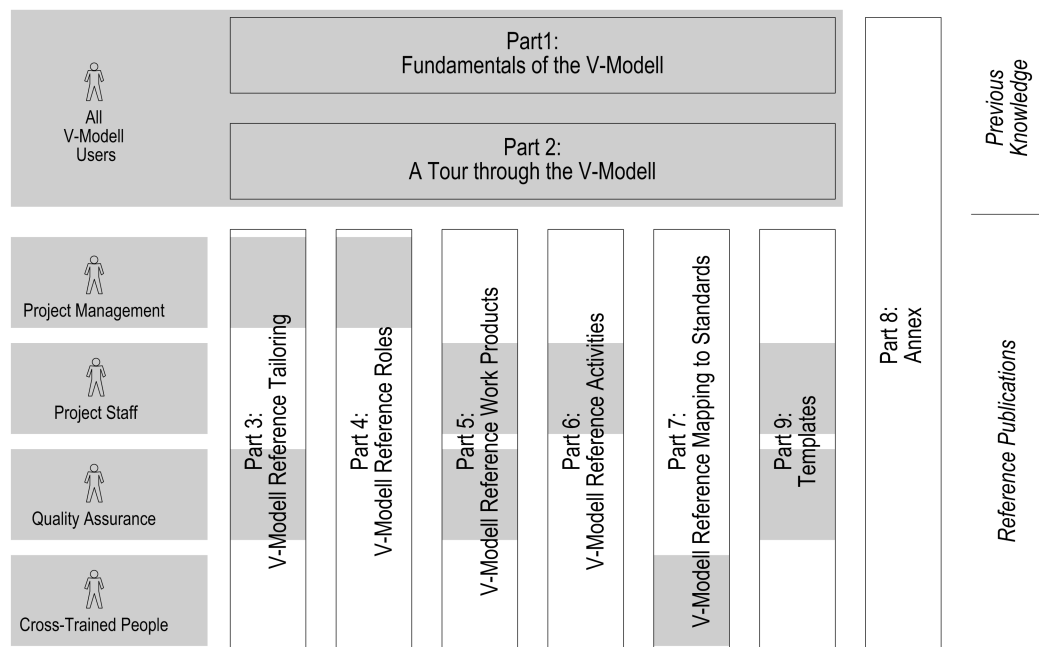 Part1:
Fundamentals of the V-Modell
All
V-Modell
Users
Part 2:
A Tour through the V-Modell
Previous
Knowledge
Project Management
Project Staff
Quality Assurance
Cross-Trained People
Part 3:
V-Modell Reference Tailoring
Part 4:
V-Modell Reference Roles
Part 5:
V-Modell Reference Work Products
Part 6:
V-Modell Reference Activities
Part 7:
V-Modell Reference Mapping to Standards
Part 9:
Templates
Part 8:
Annex
Reference Publications